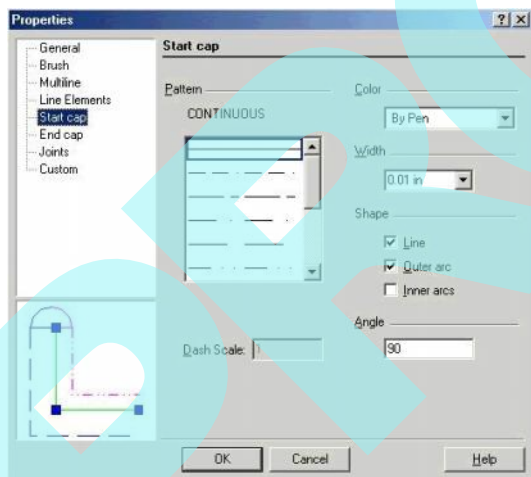 Properties
General
Brush
Multiline
Line Elements
Start cap
End cap
Joints
Custom
Start cap
Pattern
CONTINUOUS
Dash Scale: 1
Color
By Pen
Width
0.01 in
Shape
Line
Outer arc
Inner arcs
Angle
90
OK
Cancel
Help